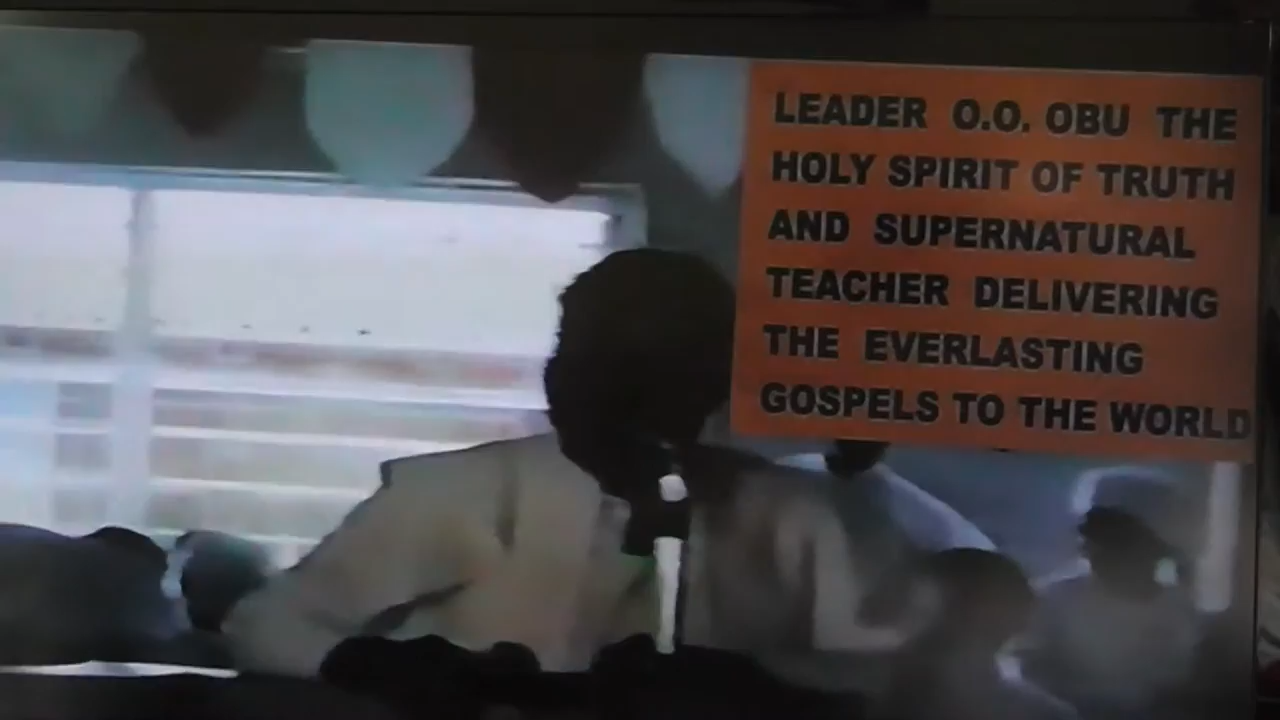 LEADER O.O. OBU THE
HOLY SPIRIT OF TRUTH
AND SUPERNATURAL
TEACHER DELIVERING
THE EVERLASTING
GOSPELS TO THE WORLD